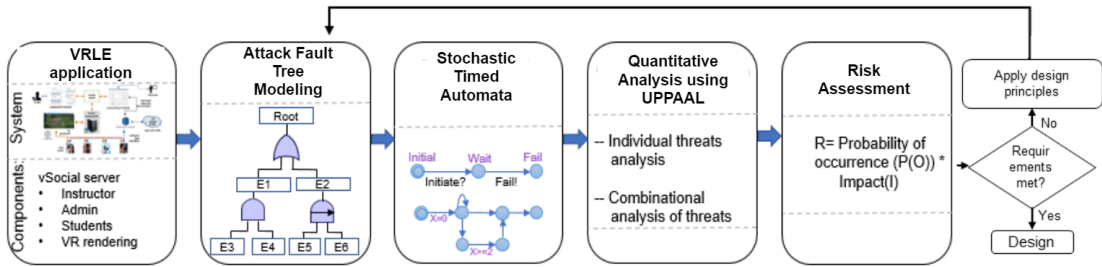 VRLE
application
System
Components:
vSocial server
• Instructor
• Admin
• Students
• VR rendering
Attack Fault
Tree
Modeling
Root
E1
E2
E3
E4
E5
E6
Stochastic
Timed
Automata
Initial
Wait
Fail
Initiate?
Fail!
X=0
X>=2
Quantitative
Analysis using
UPPAAL
-- Individual threats
analysis
-- Combinational
analysis of threats
Risk
Assessment
R= Probability of
occurrence (P(O)) *
Impact(I)
Apply design
principles
No
Requir
ements
met?
Yes
Design